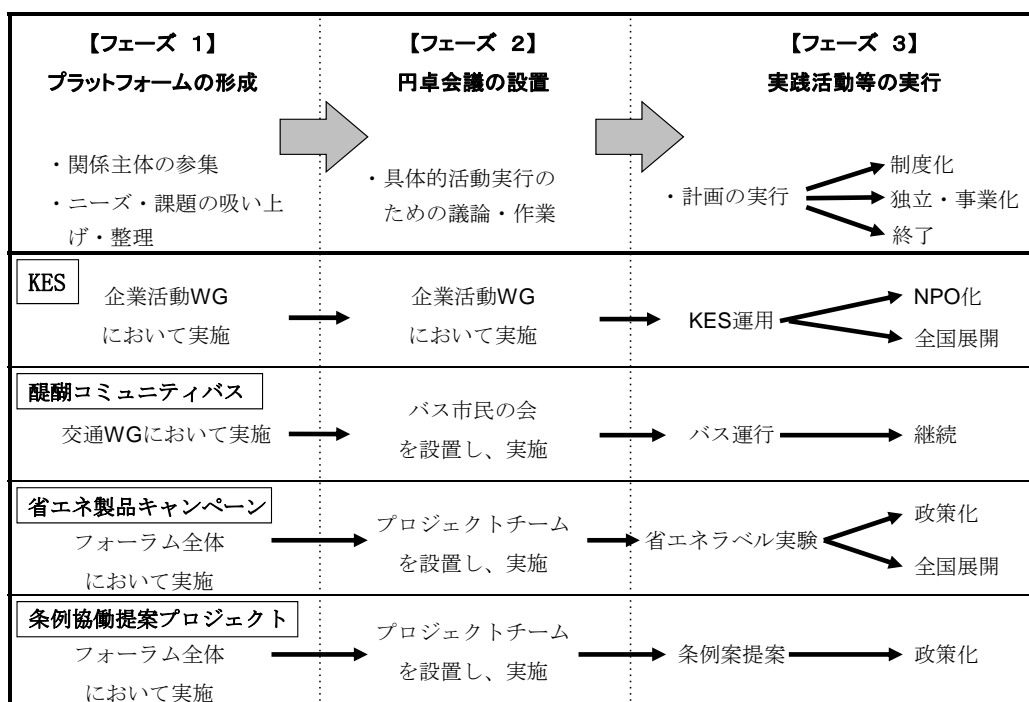 【フェーズ 1】
プラットフォームの形成
・関係主体の参集
・ニーズ・課題の吸い上
げ・整理
【フェーズ 2】
円卓会議の設置
・具体的活動実行の
ための議論・作業
【フェーズ 3】
実践活動等の実行
・計画の実行
制度化
独立・事業化
終了
KES
企業活動WG
において実施
企業活動WG
において実施
KES運用
NPO化
全国展開
醍醐コミュニティバス
交通WGにおいて実施
バス市民の会
を設置し、実施
バス運行
継続
省エネ製品キャンペーン
フォーラム全体
において実施
プロジェクトチーム
を設置し、実施
省エネラベル実験
政策化
全国展開
条例協働提案プロジェクト
フォーラム全体
において実施
プロジェクトチーム
を設置し、実施
条例案提案
政策化